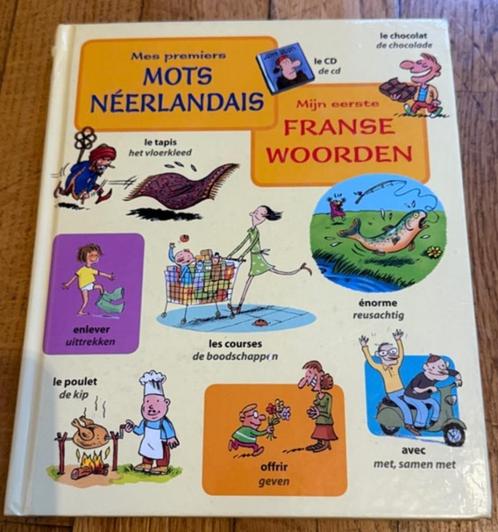 Mes premiers
MOTS
NÉERLANDAIS
le CD
de cd
le chocolat
de chocolade
Mijn eerste
FRANSE
WOORDEN
le tapis
het vloerkleed
énorme
reusachtig
enlever
uittrekken
les courses
de boodschappen
le poulet
de kip
offrir
geven
avec
met, samen met